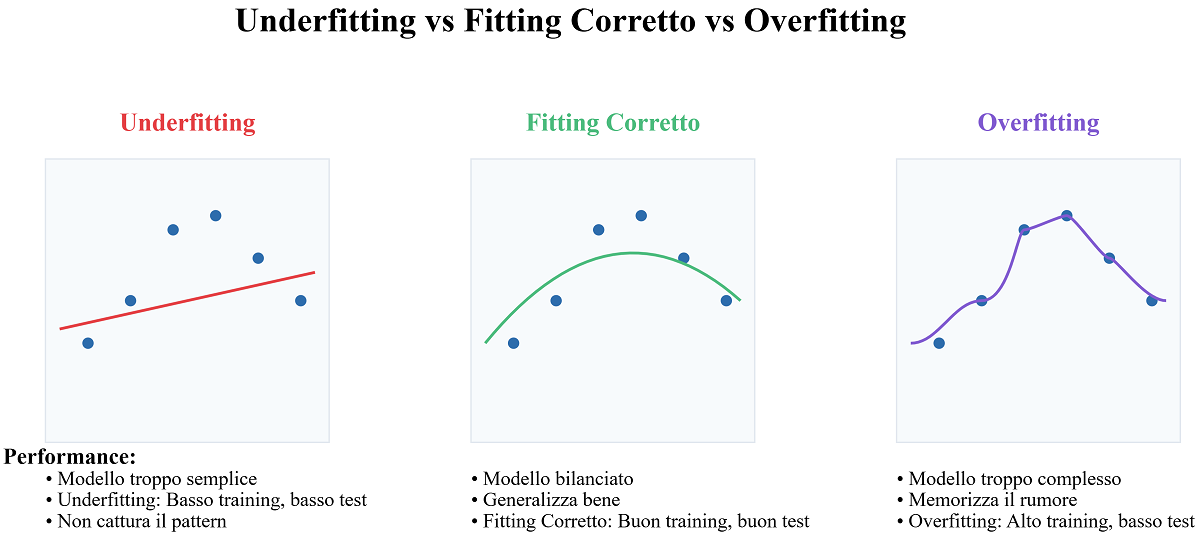 Underfitting vs Fitting Corretto vs Overfitting
Underfitting
Fitting Corretto
Overfitting
Performance:
• Modello troppo semplice
• Underfitting: Basso training, basso test
• Non cattura il pattern
• Modello bilanciato
• Generalizza bene
• Fitting Corretto: Buon training, buon test
• Modello troppo complesso
• Memorizza il rumore
• Overfitting: Alto training, basso test